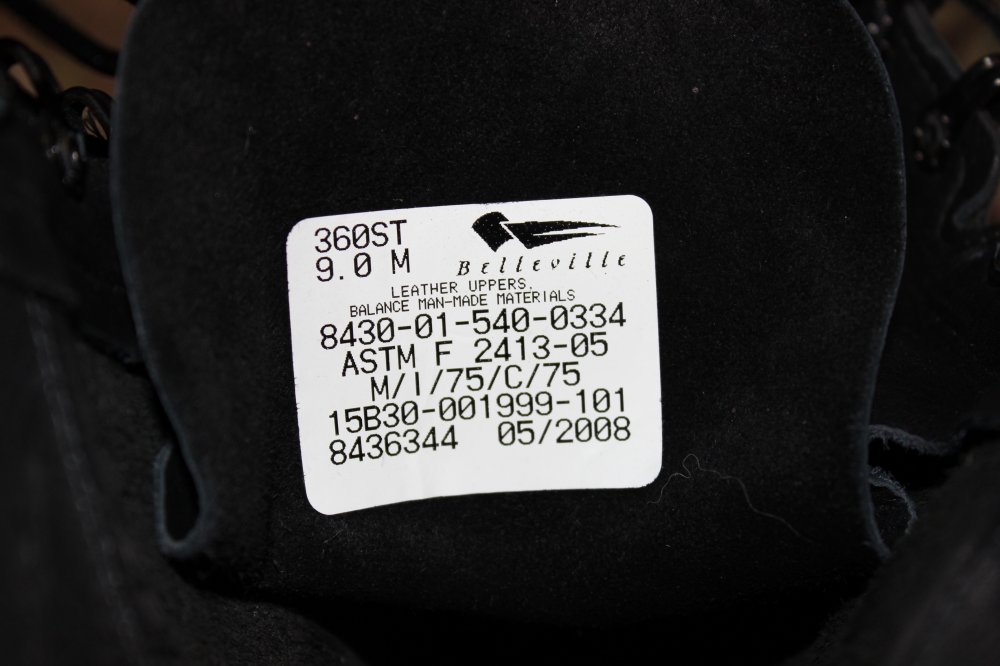 360ST
9.0 M
Belleville
LEATHER UPPERS,
BALANCE MAN-MADE MATERIALS
8430-01-540-0334
ASTM F 2413-05
M/I/75/C/75
15B30-001999-101
8436344 05/2008